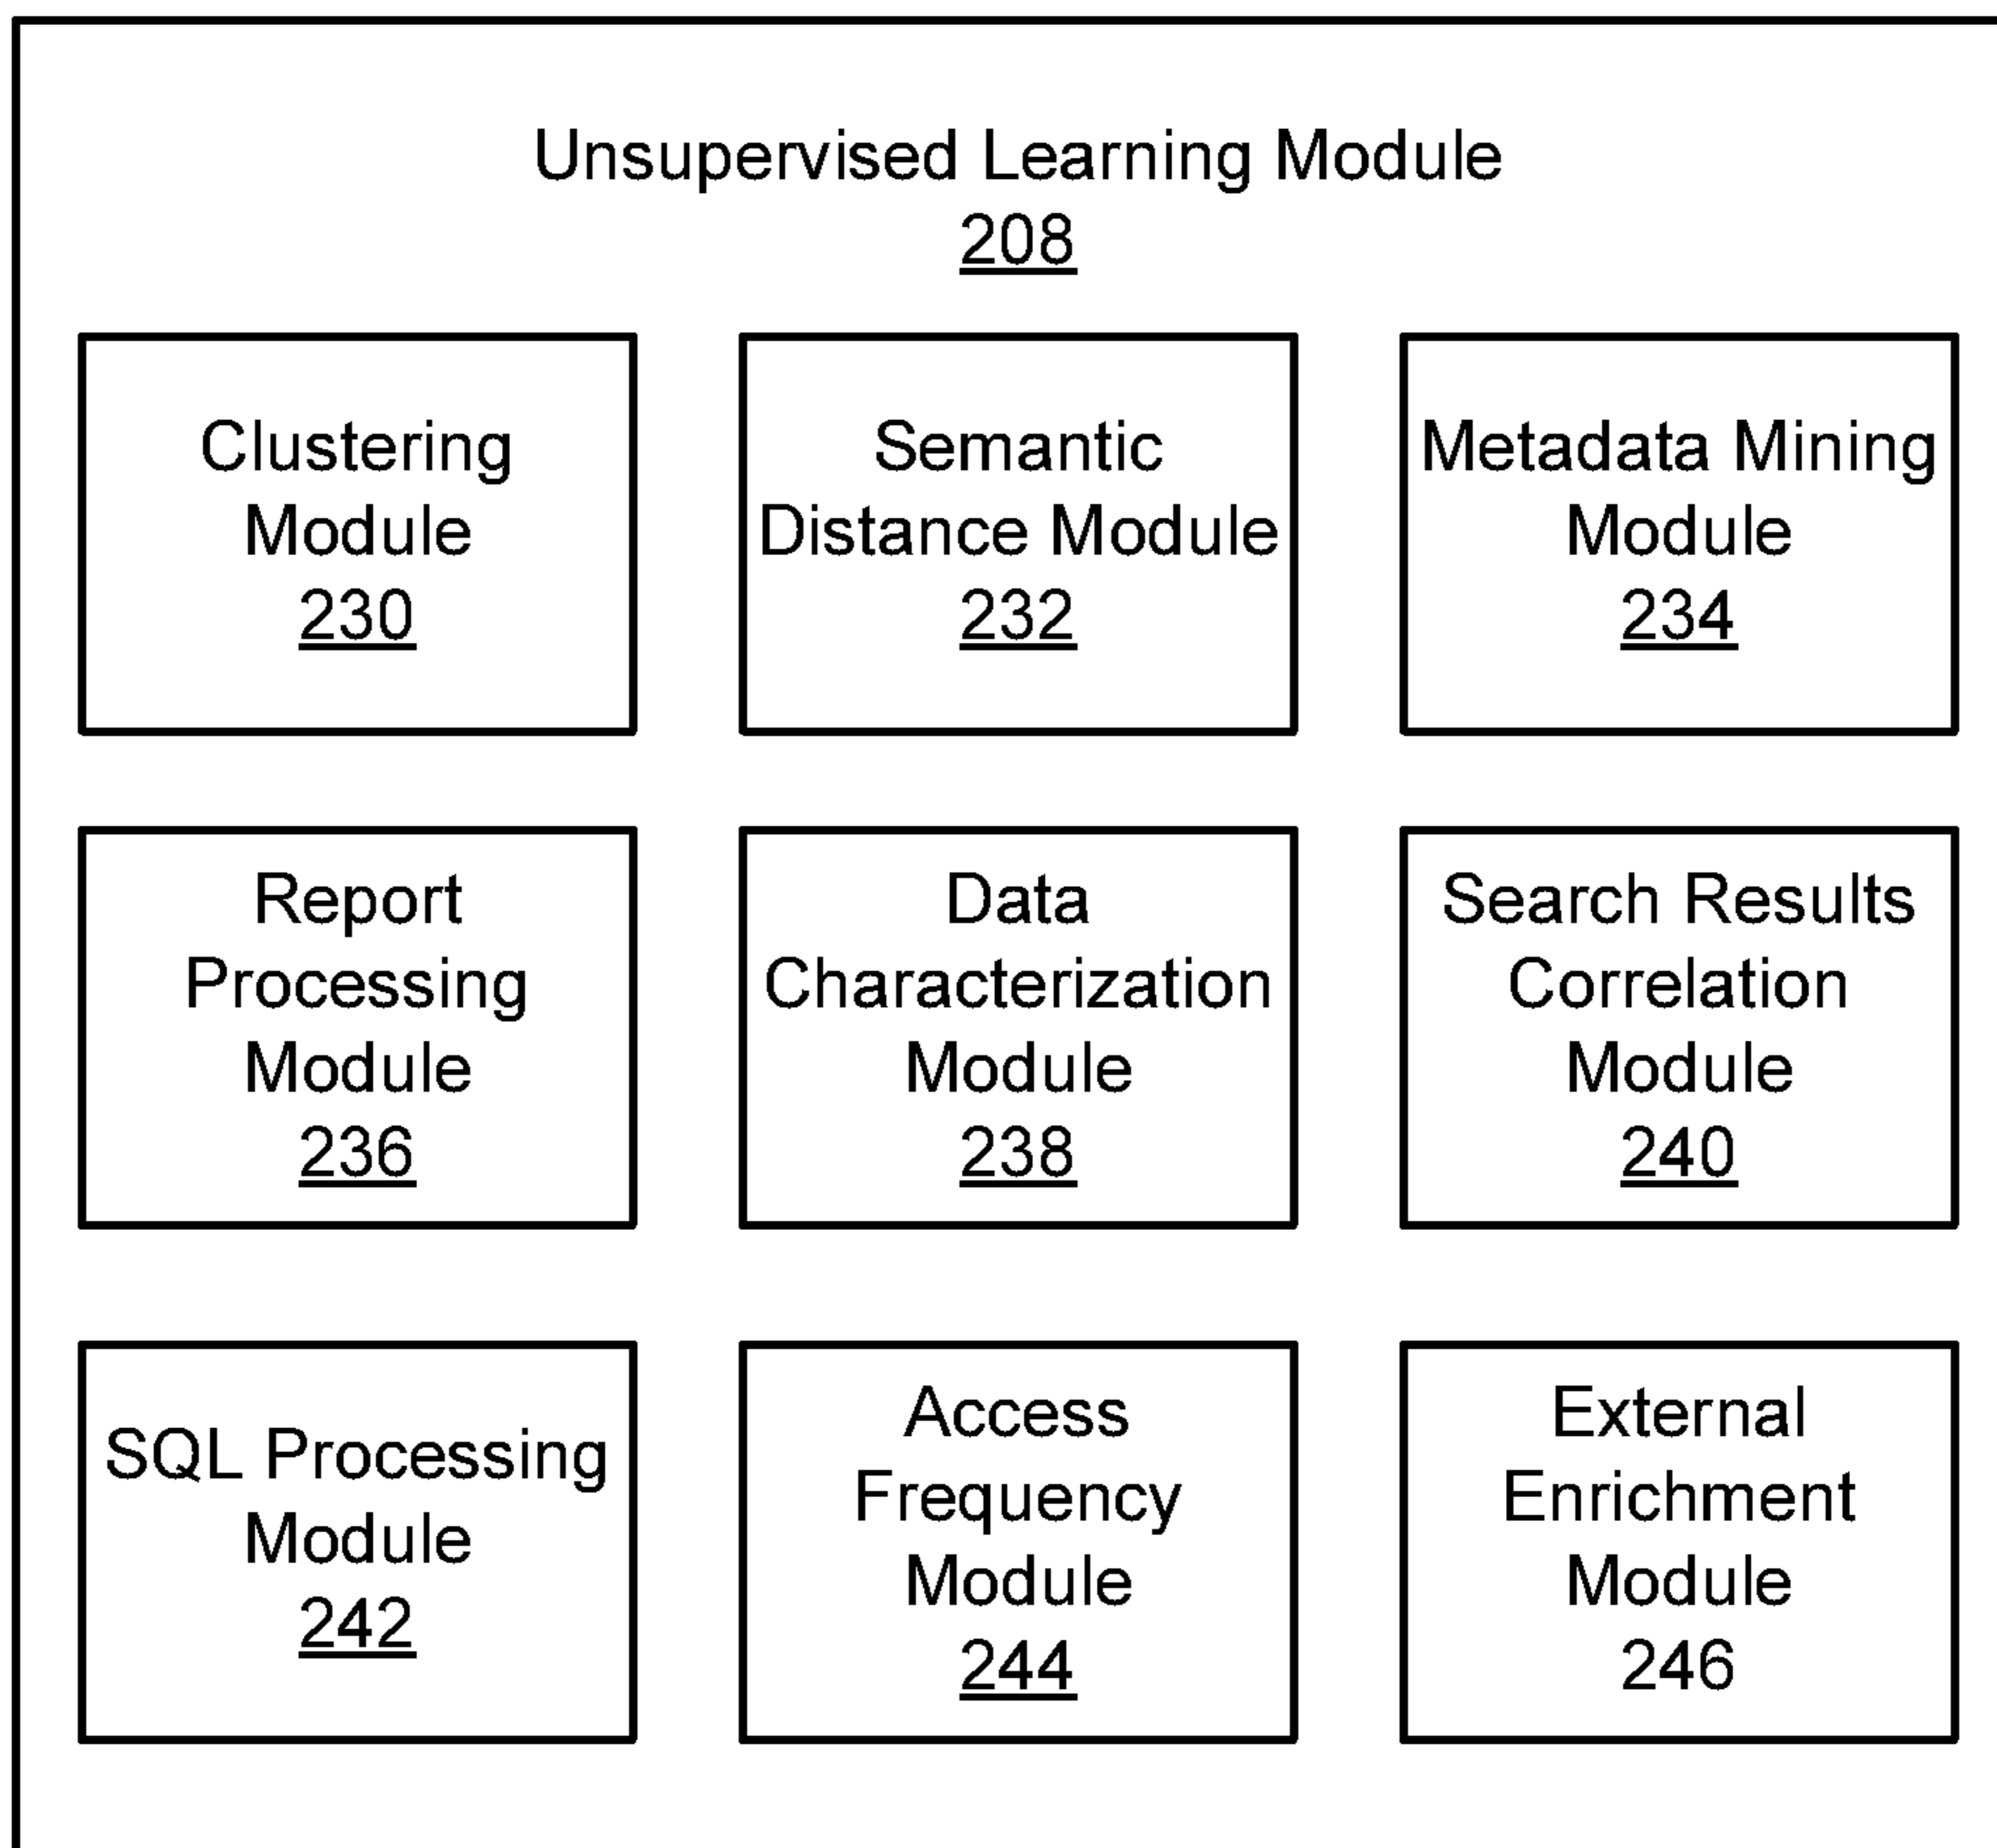 Unsupervised Learning Module
208
Clustering
Module
230
Semantic
Distance Module
232
Metadata Mining
Module
234
Report
Processing
Module
236
Data
Characterization
Module
238
Search Results
Correlation
Module
240
SQL Processing
Module
242
Access
Frequency
Module
244
External
Enrichment
Module
246